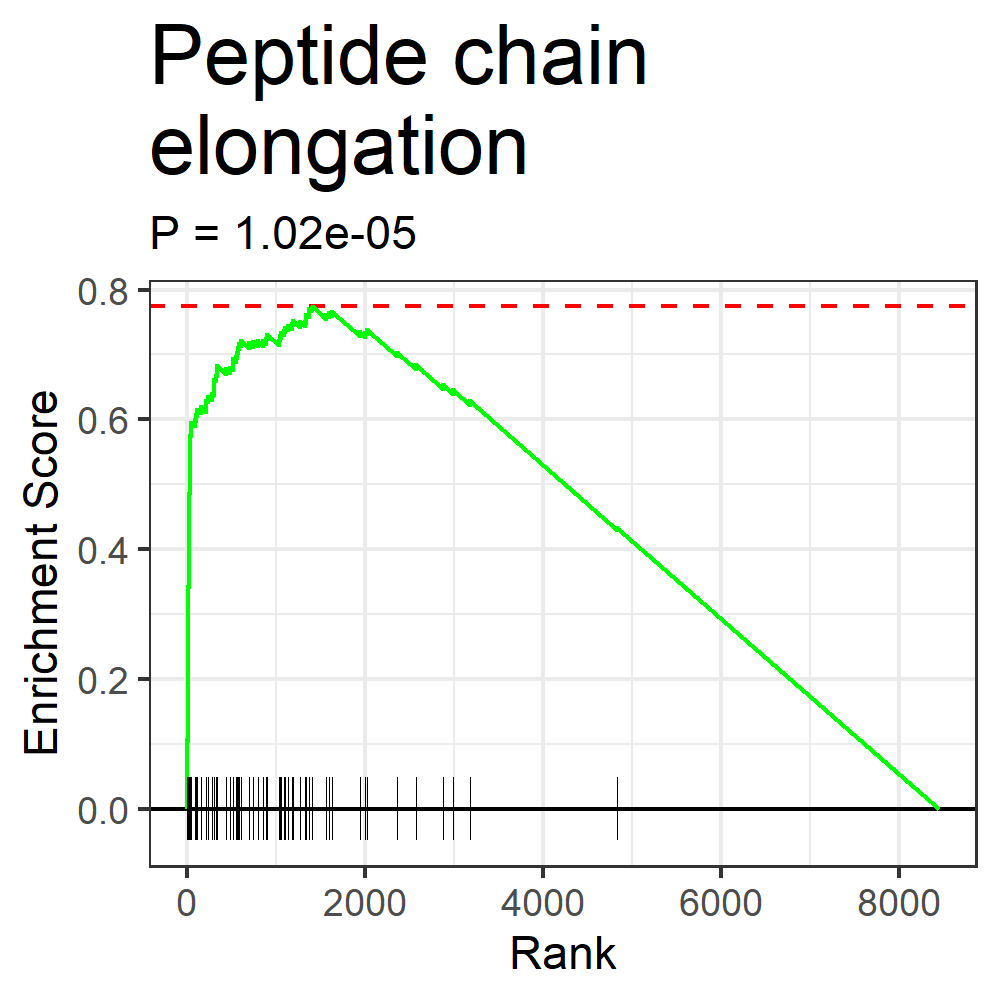 Peptide chain
elongation
P = 1.02e-05
0.8
0.6
0.4
0.2
0.0
Enrichment Score
0 2000 4000 6000 8000
Rank